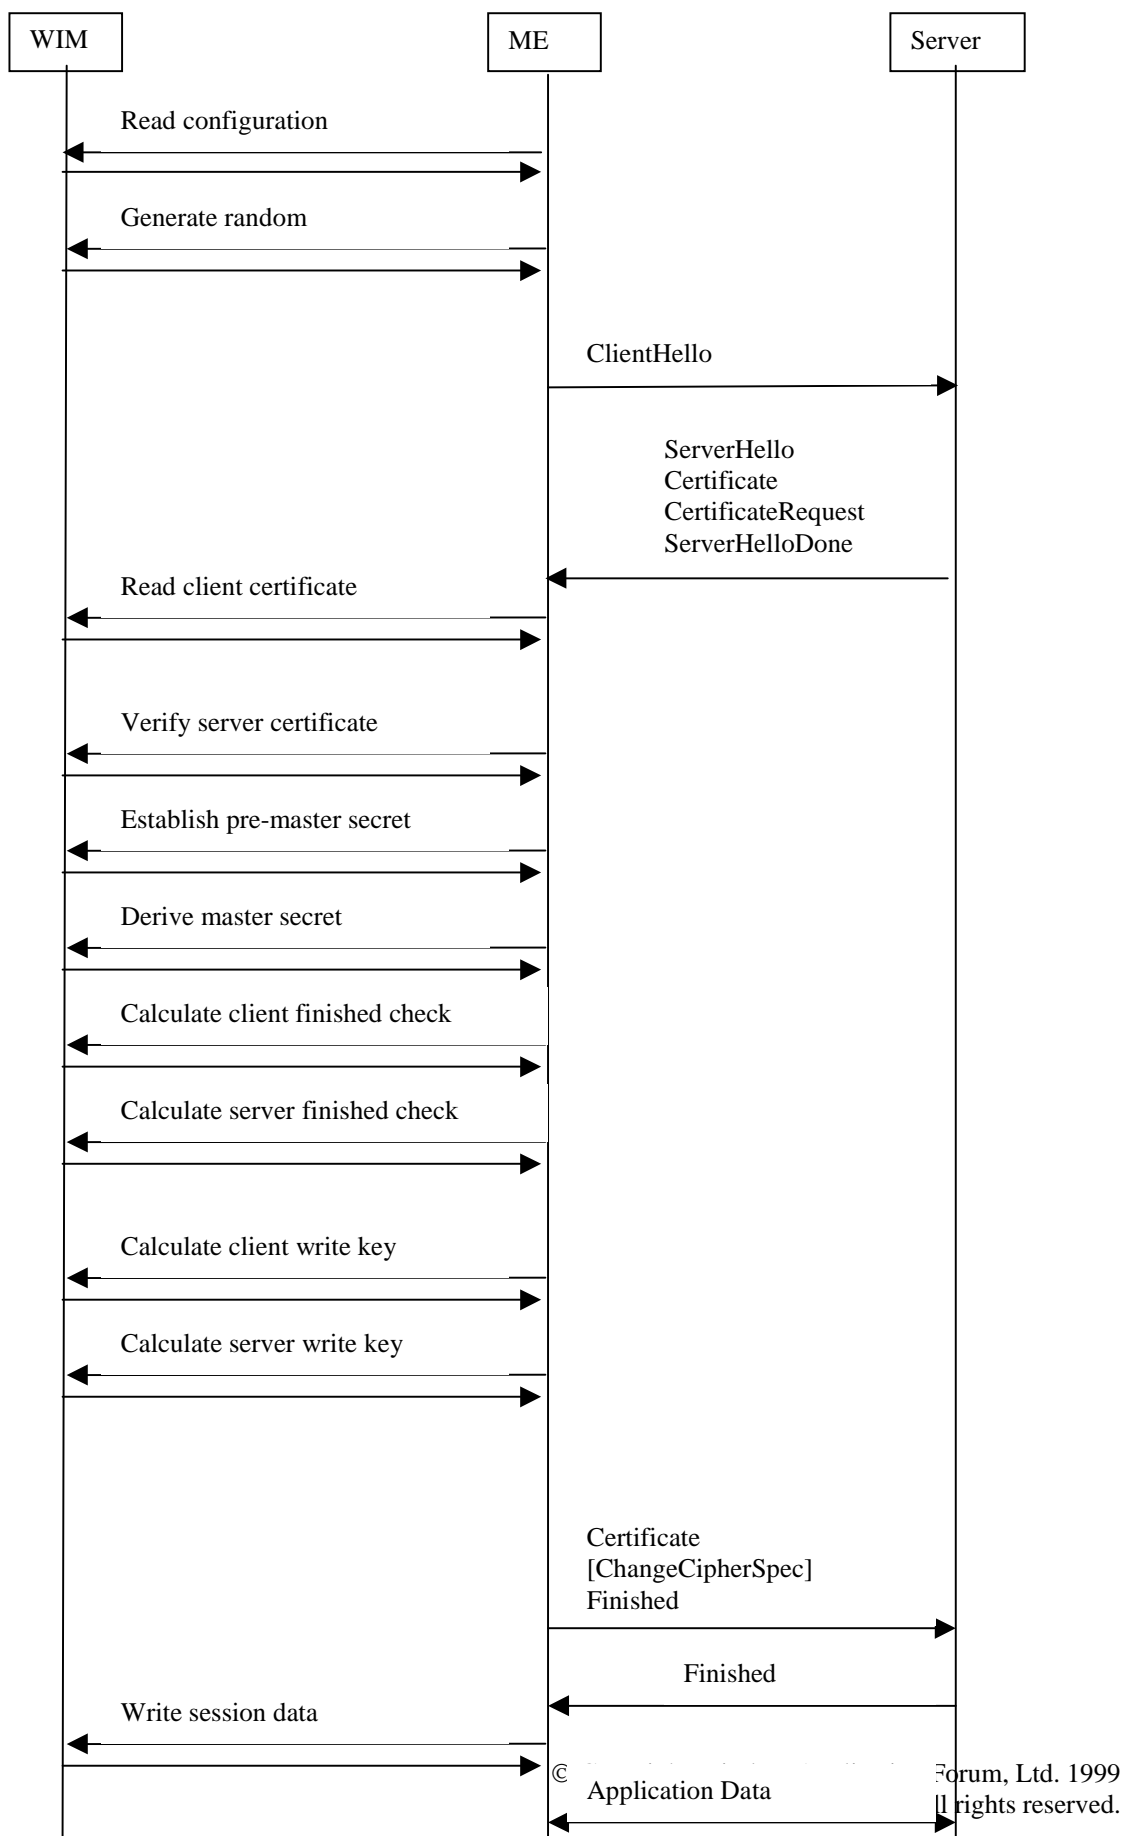 WIM
ME
Server
Read configuration
Generate random
ClientHello
ServerHello
Certificate
CertificateRequest
ServerHelloDone
Read client certificate
Verify server certificate
Establish pre-master secret
Derive master secret
Calculate client finished check
Calculate server finished check
Calculate client write key
Calculate server write key
Certificate
[ChangeCipherSpec]
Finished
Finished
Write session data
© Forum, Ltd. 1999
Application Data
rights reserved.